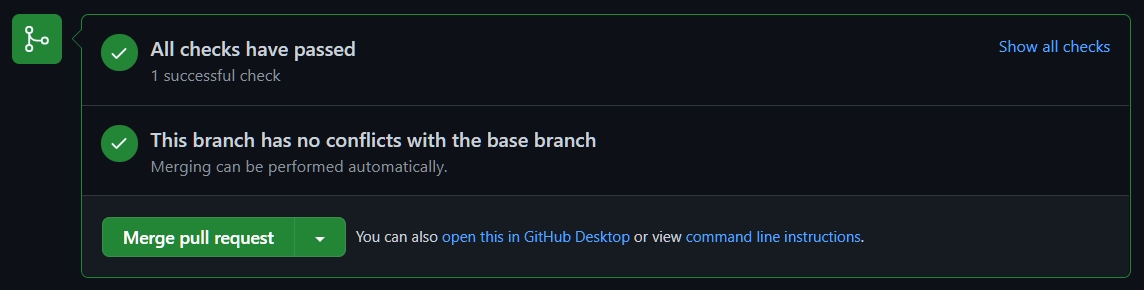 All checks have passed
Show all checks
1 successful check
This branch has no conflicts with the base branch
Merging can be performed automatically.
Merge pull request
You can also open this in GitHub Desktop or view command line instructions.